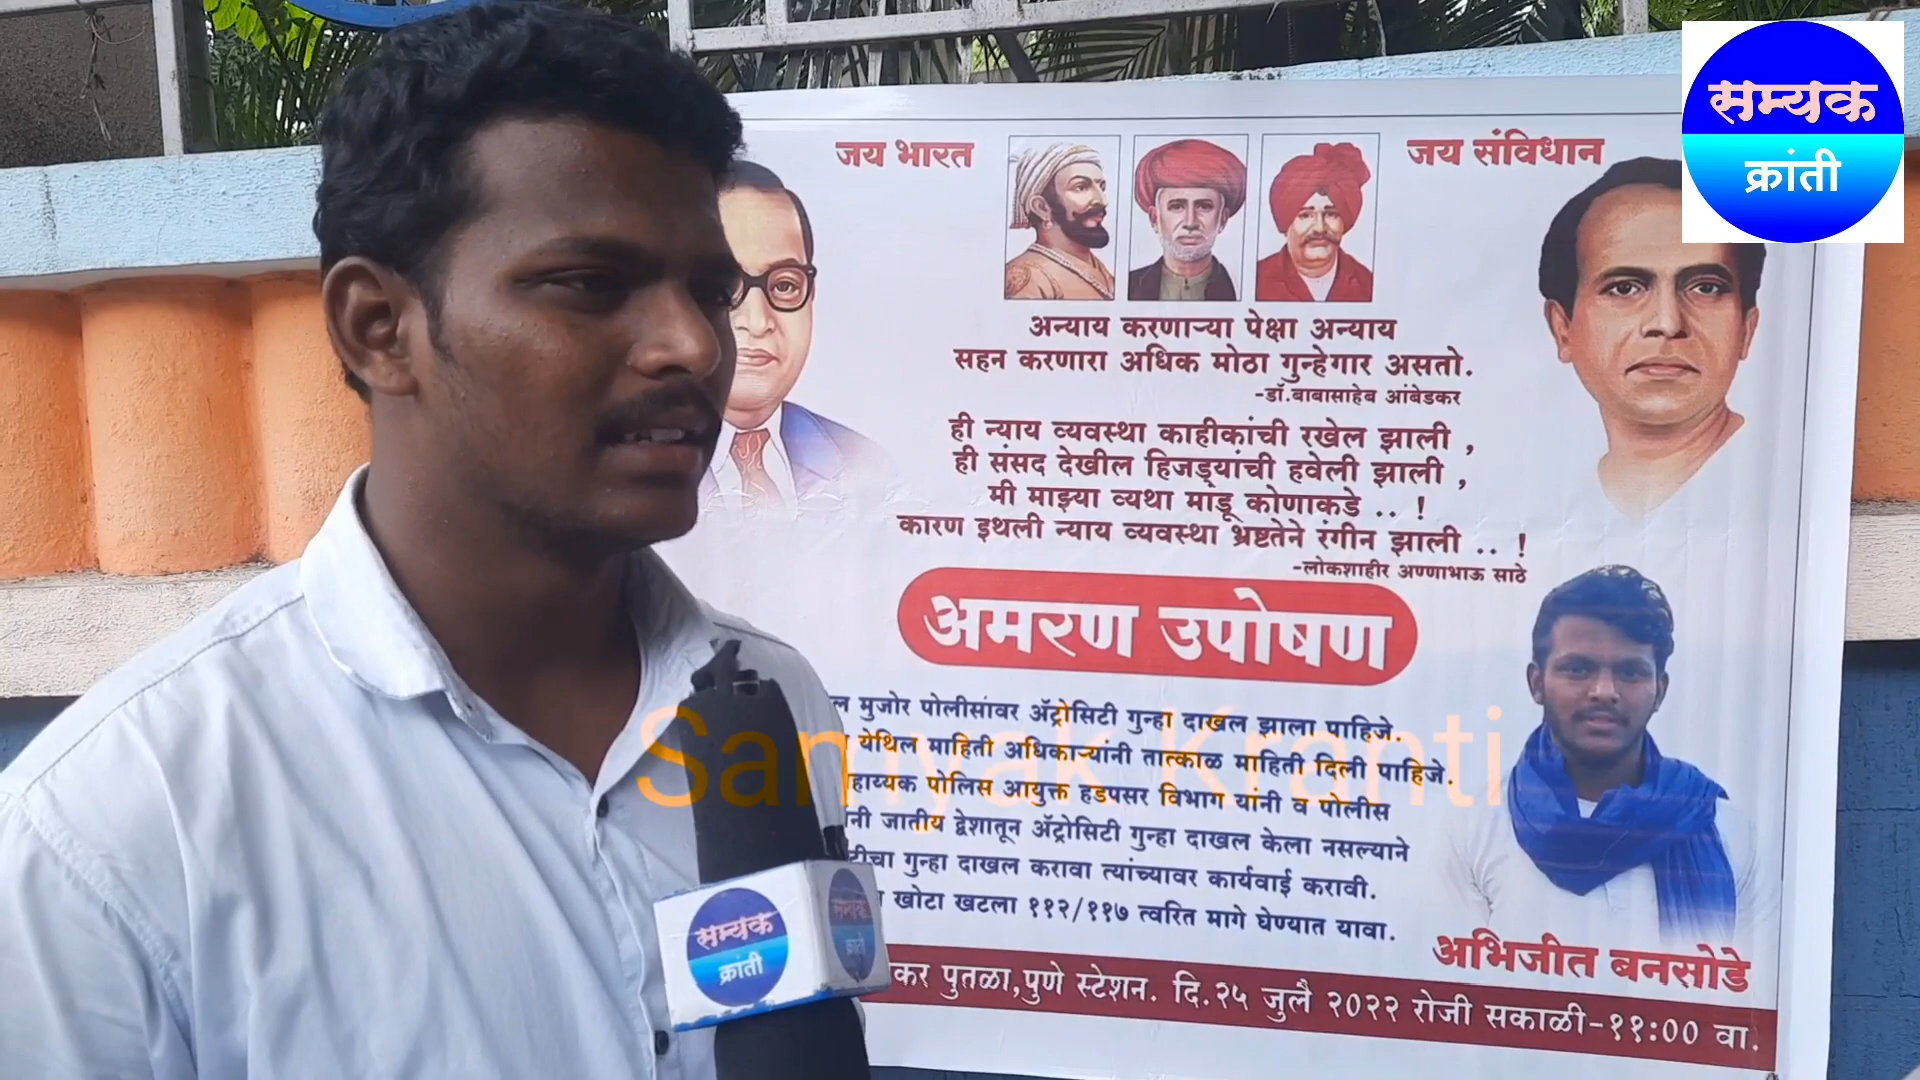 सम्यक
क्रांती
जय भारत
जय संविधान
अन्याय करणाऱ्या पेक्षा अन्याय
सहन करणारा अधिक मोठा गुन्हेगार असतो.
-डॉ.बाबासाहेब आंबेडकर
ही न्याय व्यवस्था काहीकांची रखेल झाली ,
ही संसद देखील हिजड्यांची हवेली झाली ,
मी माझ्या व्यथा मांडू कोणाकडे .. !
कारण इथली न्याय व्यवस्था भ्रष्टतेने रंगीन झाली .. !
-लोकशाहीर अण्णाभाऊ साठे
अमरण उपोषण
मुजोर पोलीसांवर ॲट्रोसिटी गुन्हा दाखल झाला पाहिजे.
येथिल माहिती अधिकाऱ्यांनी तात्काळ माहिती दिली पाहिजे.
पोलिस आयुक्त हडपसर विभाग यांनी व पोलीस
जातीय द्वेशातून ॲट्रोसिटी गुन्हा दाखल केला नसल्याने
गुन्हा दाखल करावा त्यांच्यावर कार्यवाई करावी.
खोटा खटला ११२/११७ त्वरित मागे घेण्यात यावा.
अभिजीत बनसोडे
पुतळा,पुणे स्टेशन. दि.२५ जुलै २०२२ रोजी सकाळी-११:०० वा.
Samyak Kranti
सम्यक
क्रांती
सम्यक
क्रांती